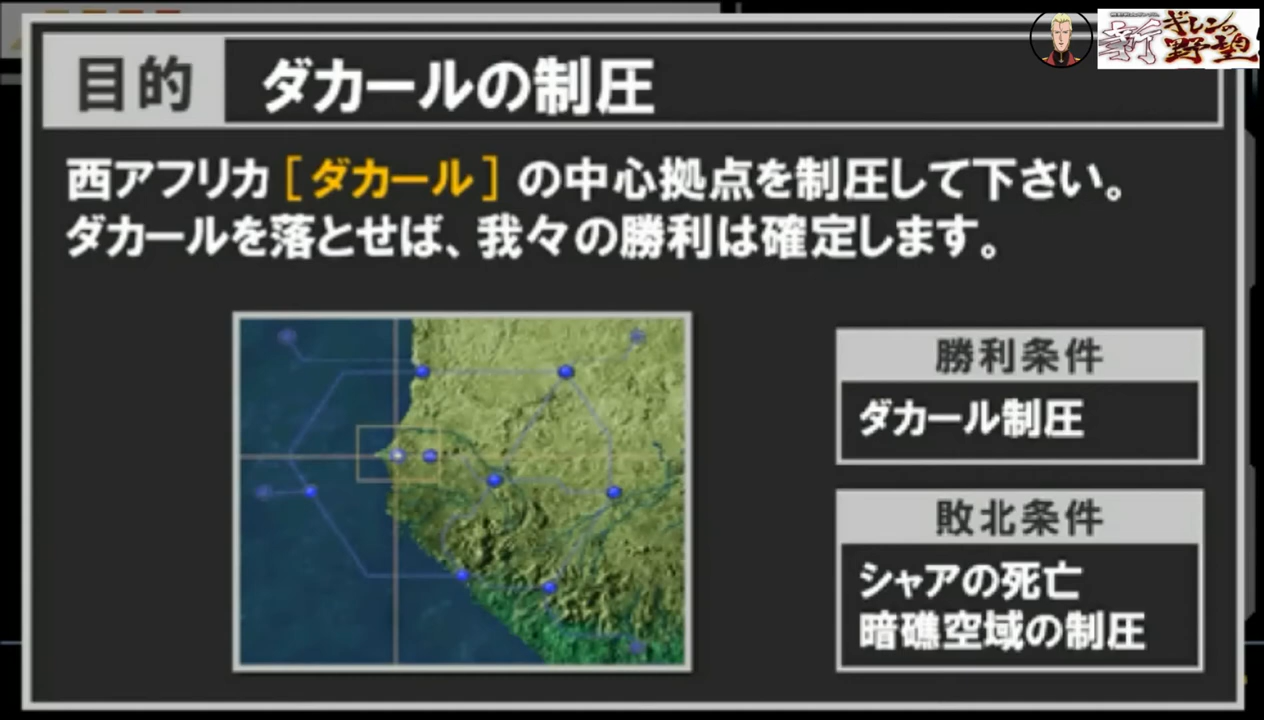 新ギレンの野望
目的
ダカールの制圧
西アフリカ［ダカール］の中心拠点を制圧して下さい。
ダカールを落とせば、我々の勝利は確定します。
勝利条件
ダカール制圧
敗北条件
シャアの死亡
暗礁空域の制圧